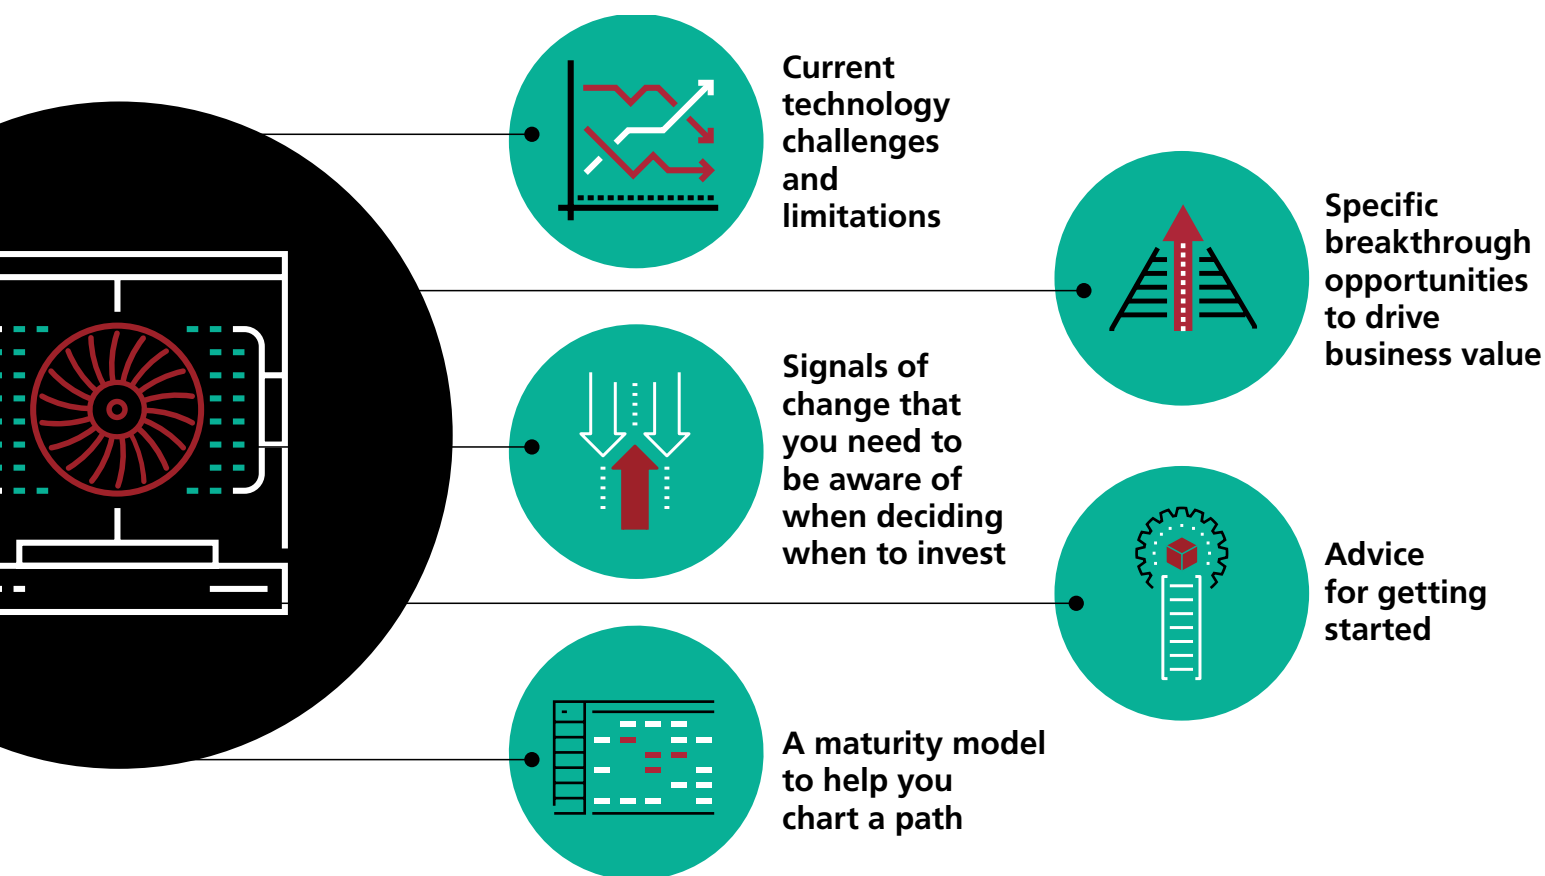 Current
technology
challenges
and
limitations
Specific
breakthrough
opportunities
to drive
business value
Signals of
change that
you need to
be aware of
when deciding
when to invest
Advice
for getting
started
A maturity model
to help you
chart a path